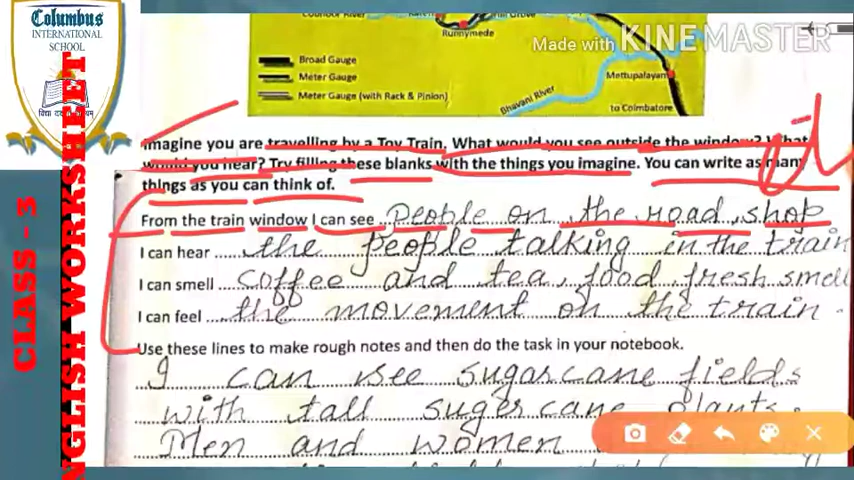 Columbus
INTERNATIONAL
SCHOOL
CLASS - 3
ENGLISH WORKSHEET
Runnymede
Made with KINEMASTER
Broad Gauge
Meter Gauge
Meter Gauge (with Rack & Pinion)
Bhavani River
Mettupalayam
to Coimbatore
Imagine you are travelling by a Toy Train. What would you see outside the window? What
would you hear? Try filling these blanks with the things you imagine. You can write as many
things as you can think of.
From the train window I can see People on the road, shop
I can hear the people talking in the train
I can smell coffee and tea, food, fresh smell
I can feel the movement on the train.
Use these lines to make rough notes and then do the task in your notebook.
I can see sugarcane fields
with tall sugercane plants.
Men and women